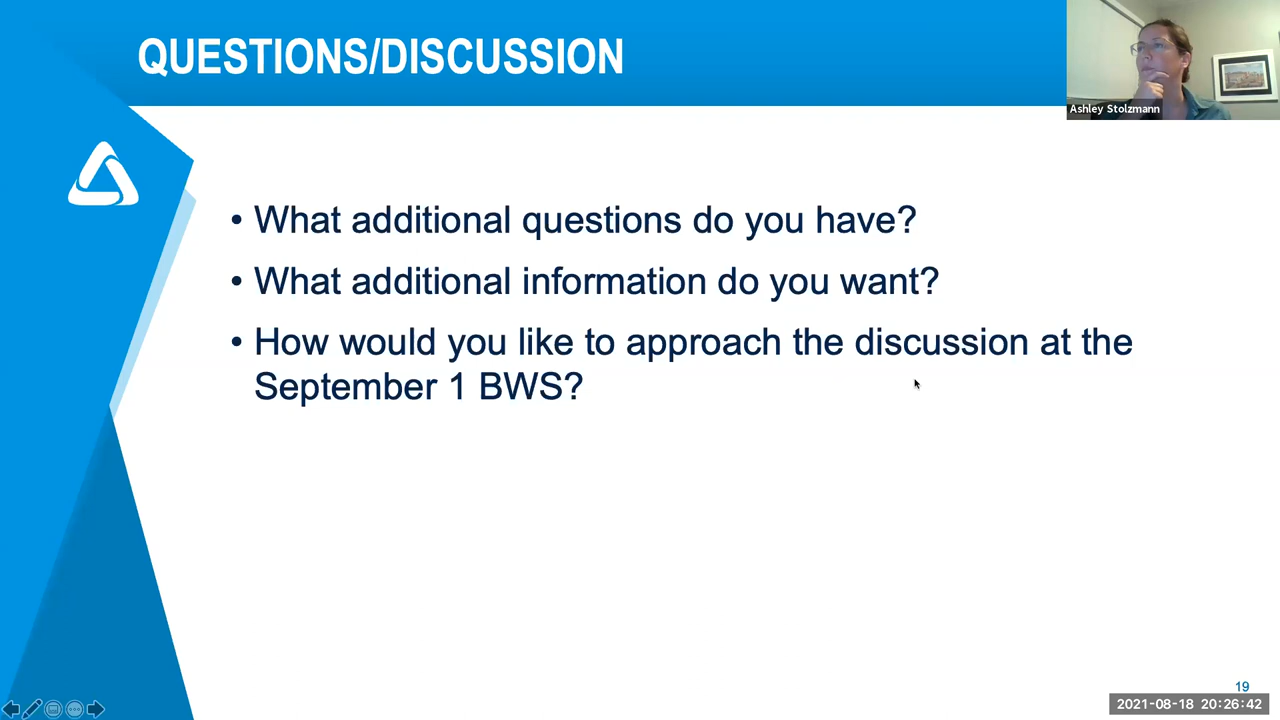 QUESTIONS/DISCUSSION
Ashley Stolzmann
• What additional questions do you have?
• What additional information do you want?
• How would you like to approach the discussion at the
September 1 BWS?
19
2021-08-18 20:26:42